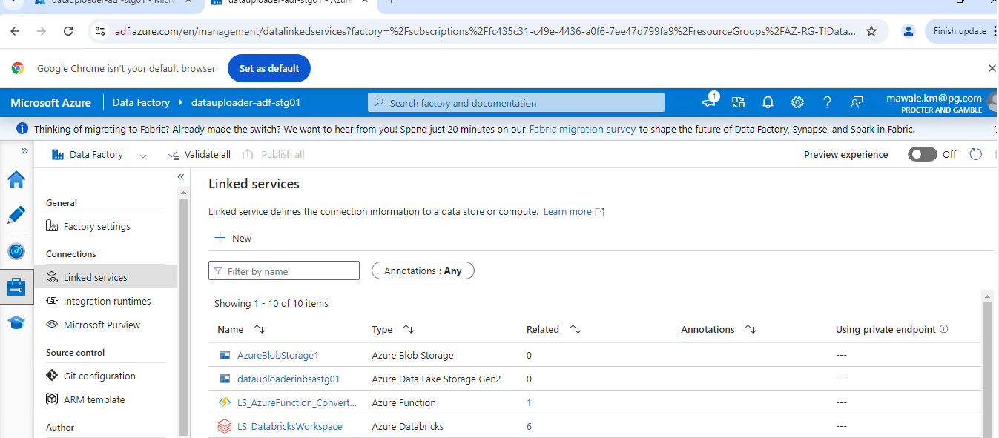 datauploader-adf-stg01 - Azure
adf.azure.com/en/management/datalinkedservices?factory=%2Fsubscriptions%2Ffc435c31-c49e-4436-a0f6-7ee47d799fa9%2FresourceGroups%2FAZ-RG-TIData...
Finish update
Google Chrome isn't your default browser
Set as default
Microsoft Azure
Data Factory
datauploader-adf-stg01
Search factory and documentation
1
mawale.km@pg.com
PROCTER AND GAMBLE
Thinking of migrating to Fabric? Already made the switch? We want to hear from you! Spend just 20 minutes on our Fabric migration survey to shape the future of Data Factory, Synapse, and Spark in Fabric.
Data Factory
Validate all
Publish all
Preview experience
Off
General
Factory settings
Connections
Linked services
Integration runtimes
Microsoft Purview
Source control
Git configuration
ARM template
Author
Linked services
Linked service defines the connection information to a data store or compute. Learn more
New
Filter by name
Annotations : Any
Showing 1 - 10 of 10 items
Name Type Related Annotations Using private endpoint
AzureBlobStorage1 Azure Blob Storage 0 ---
datauploaderinbsastg01 Azure Data Lake Storage Gen2 0 ---
LS_AzureFunction_Convert... Azure Function 1 ---
LS_DatabricksWorkspace Azure Databricks 6 ---